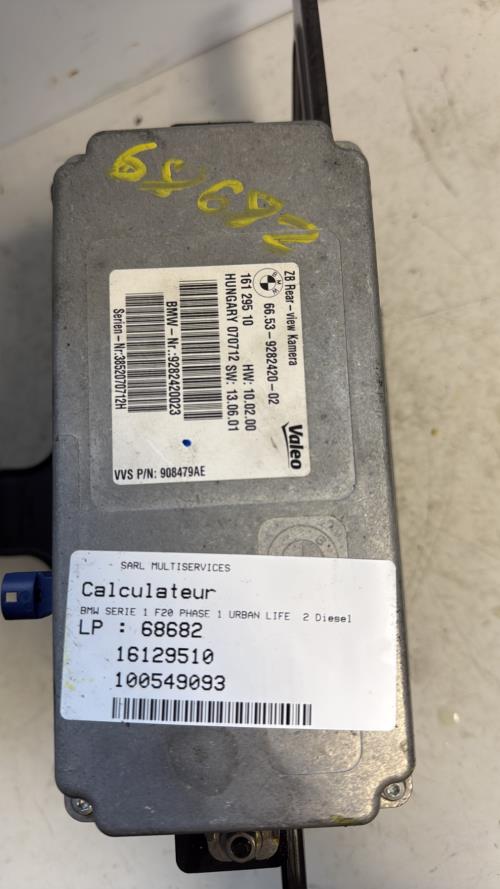 ZB Rear-view Kamera
66.53-9282420-02
161 295 10 HW: 10.02.00
HUNGARY 070712 SW: 13.06.01
BMW-Nr.:9282420023
Serien-Nr:3852070712H
Valeo
VVS P/N: 908479AE
SARL MULTISERVICES
Calculateur
BMW SERIE 1 F20 PHASE 1 URBAN LIFE 2 Diesel
LP : 68682
16129510
100549093